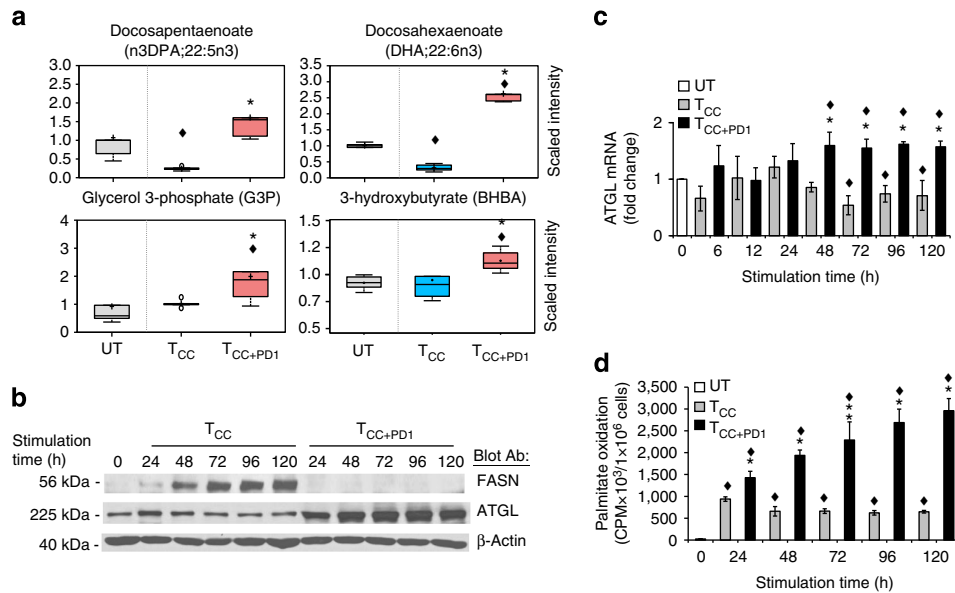 a
Docosapentaenoate
(n3DPA;22:5n3)
Docosahexaenoate
(DHA;22:6n3)
3.0
2.5
2.0
1.5
1.0
0.5
0.0
*
3.5
3.0
2.5
2.0
1.5
1.0
0.5
0.0
*
Scaled intensity
Glycerol 3-phosphate (G3P)
3-hydroxybutyrate (BHBA)
4
3
2
1
0
*
1.5
1.2
1.0
0.7
0.5
*
Scaled intensity
UT
TCC
TCC+PD1
UT
TCC
TCC+PD1
b
Stimulation
time (h)
TCC
TCC+PD1
0 24 48 72 96 120 24 48 72 96 120
Blot Ab:
56 kDa -
FASN
225 kDa -
ATGL
40 kDa -
β-Actin
c
UT
TCC
TCC+PD1
ATGL mRNA
(fold change)
2
1
0
* * * *
0 6 12 24 48 72 96 120
Stimulation time (h)
d
UT
TCC
TCC+PD1
Palmitate oxidation
(CPM×10³/1×10⁶ cells)
3,500
3,000
2,500
2,000
1,500
1,000
500
0
* * ** * *
0 24 48 72 96 120
Stimulation time (h)